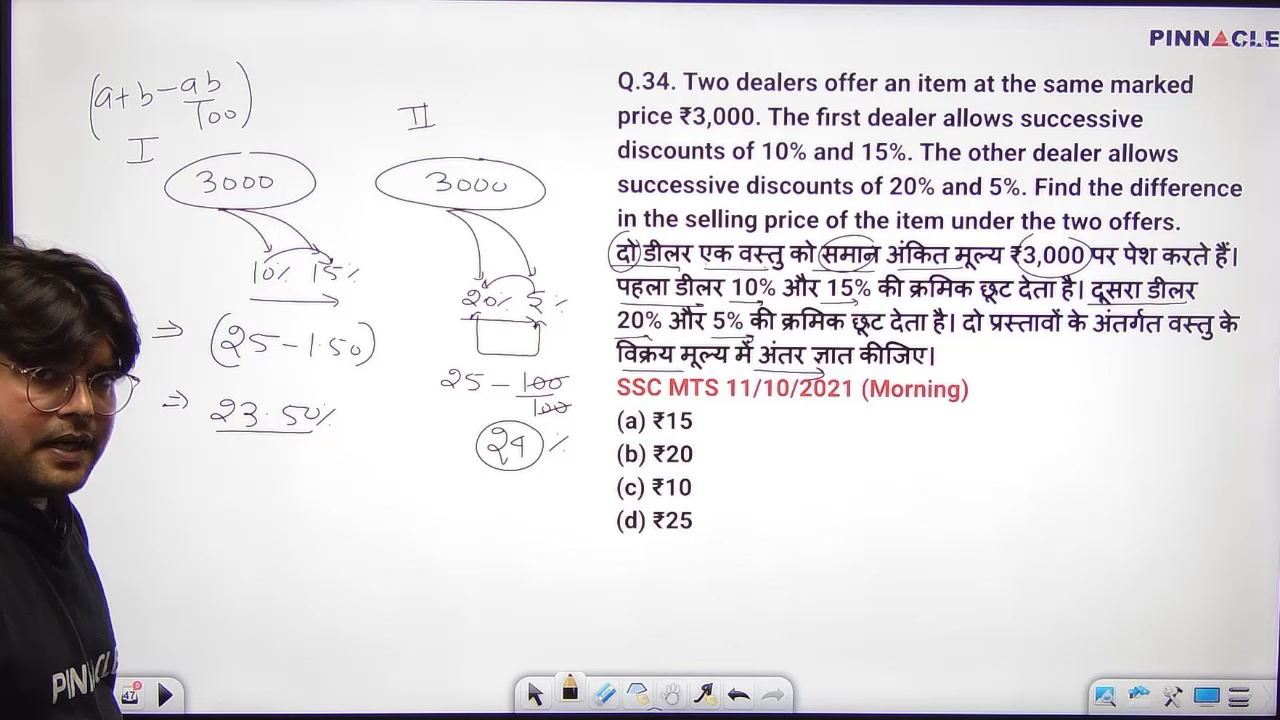 PINNACLE
(a+b-ab/100)
I
II
3000
3000
10% 15%
20% 5%
⇒ (25-1.50)
25 - 100/100
⇒ 23.50%
24 %
Q.34. Two dealers offer an item at the same marked
price ₹3,000. The first dealer allows successive
discounts of 10% and 15%. The other dealer allows
successive discounts of 20% and 5%. Find the difference
in the selling price of the item under the two offers.
दो डीलर एक वस्तु को समान अंकित मूल्य ₹3,000 पर पेश करते हैं।
पहला डीलर 10% और 15% की क्रमिक छूट देता है। दूसरा डीलर
20% और 5% की क्रमिक छूट देता है। दो प्रस्तावों के अंतर्गत वस्तु के
विक्रय मूल्य में अंतर ज्ञात कीजिए।
SSC MTS 11/10/2021 (Morning)
(a) ₹15
(b) ₹20
(c) ₹10
(d) ₹25
PINNACLE
47